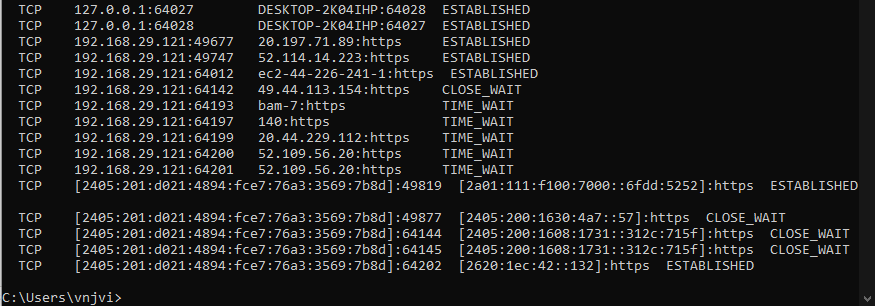 TCP 127.0.0.1:64027 DESKTOP-2K04IHP:64028 ESTABLISHED
TCP 127.0.0.1:64028 DESKTOP-2K04IHP:64027 ESTABLISHED
TCP 192.168.29.121:49677 20.197.71.89:https ESTABLISHED
TCP 192.168.29.121:49747 52.114.14.223:https ESTABLISHED
TCP 192.168.29.121:64012 ec2-44-226-241-1:https ESTABLISHED
TCP 192.168.29.121:64142 49.44.113.154:https CLOSE_WAIT
TCP 192.168.29.121:64193 bam-7:https TIME_WAIT
TCP 192.168.29.121:64197 140:https TIME_WAIT
TCP 192.168.29.121:64199 20.44.229.112:https TIME_WAIT
TCP 192.168.29.121:64200 52.109.56.20:https TIME_WAIT
TCP 192.168.29.121:64201 52.109.56.20:https TIME_WAIT
TCP [2405:201:d021:4894:fce7:76a3:3569:7b8d]:49819 [2a01:111:f100:7000::6fdd:5252]:https ESTABLISHED
TCP [2405:201:d021:4894:fce7:76a3:3569:7b8d]:49877 [2405:200:1630:4a7::57]:https CLOSE_WAIT
TCP [2405:201:d021:4894:fce7:76a3:3569:7b8d]:64144 [2405:200:1608:1731::312c:715f]:https CLOSE_WAIT
TCP [2405:201:d021:4894:fce7:76a3:3569:7b8d]:64145 [2405:200:1608:1731::312c:715f]:https CLOSE_WAIT
TCP [2405:201:d021:4894:fce7:76a3:3569:7b8d]:64202 [2620:1ec:42::132]:https ESTABLISHED
C:\Users\vnjvi>